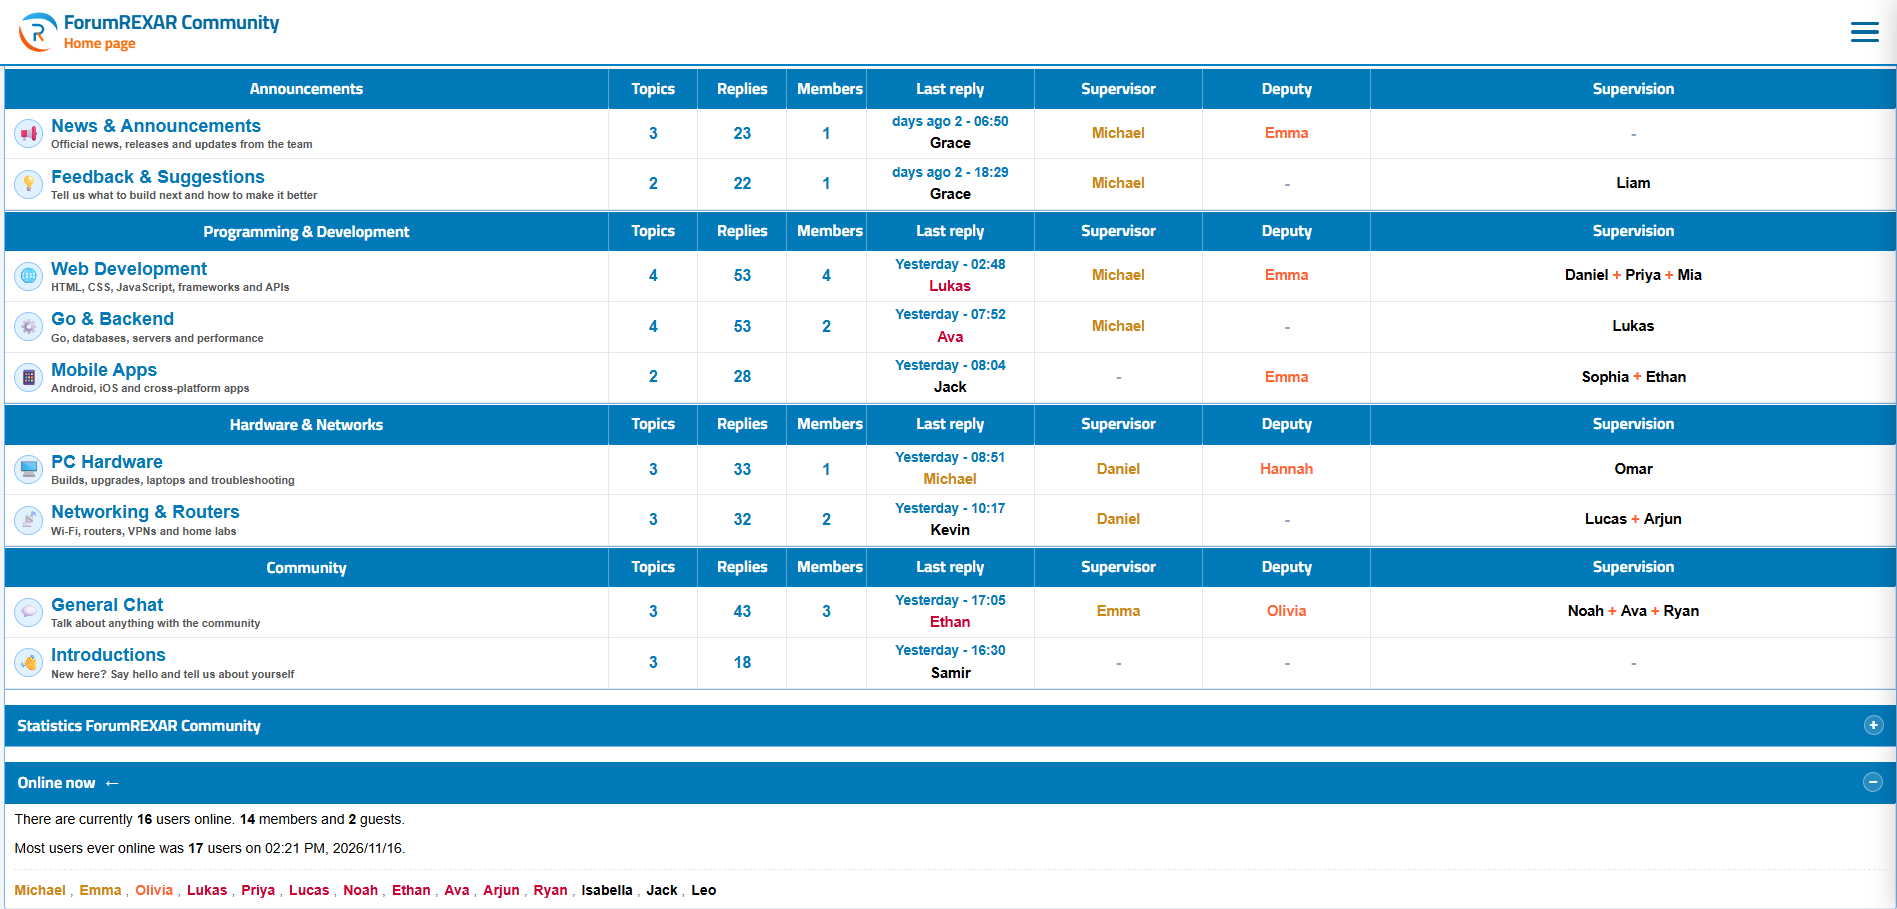 ForumREXAR Community
Home page
Announcements Topics Replies Members Last reply Supervisor Deputy Supervision
News & Announcements
Official news, releases and updates from the team
3 23 1 days ago 2 - 06:50 Grace Michael Emma -
Feedback & Suggestions
Tell us what to build next and how to make it better
2 22 1 days ago 2 - 18:29 Grace Michael - Liam
Programming & Development Topics Replies Members Last reply Supervisor Deputy Supervision
Web Development
HTML, CSS, JavaScript, frameworks and APIs
4 53 4 Yesterday - 02:48 Lukas Michael Emma Daniel + Priya + Mia
Go & Backend
Go, databases, servers and performance
4 53 2 Yesterday - 07:52 Ava Michael - Lukas
Mobile Apps
Android, iOS and cross-platform apps
2 28 Yesterday - 08:04 Jack - Emma Sophia + Ethan
Hardware & Networks Topics Replies Members Last reply Supervisor Deputy Supervision
PC Hardware
Builds, upgrades, laptops and troubleshooting
3 33 1 Yesterday - 08:51 Michael Daniel Hannah Omar
Networking & Routers
Wi-Fi, routers, VPNs and home labs
3 32 2 Yesterday - 10:17 Kevin Daniel - Lucas + Arjun
Community Topics Replies Members Last reply Supervisor Deputy Supervision
General Chat
Talk about anything with the community
3 43 3 Yesterday - 17:05 Ethan Emma Olivia Noah + Ava + Ryan
Introductions
New here? Say hello and tell us about yourself
3 18 Yesterday - 16:30 Samir - - -
Statistics ForumREXAR Community
Online now ←
There are currently 16 users online. 14 members and 2 guests.
Most users ever online was 17 users on 02:21 PM, 2026/11/16.
Michael , Emma , Olivia , Lukas , Priya , Lucas , Noah , Ethan , Ava , Arjun , Ryan , Isabella , Jack , Leo